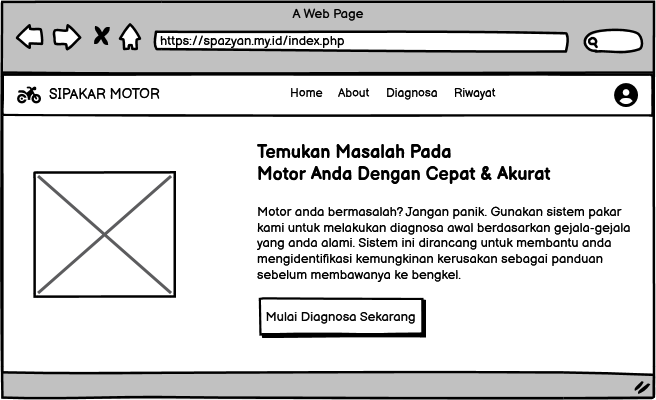 A Web Page
https://spazyan.my.id/index.php
SIPAKAR MOTOR
Home
About
Diagnosa
Riwayat
Temukan Masalah Pada
Motor Anda Dengan Cepat & Akurat
Motor anda bermasalah? Jangan panik. Gunakan sistem pakar
kami untuk melakukan diagnosa awal berdasarkan gejala-gejala
yang anda alami. Sistem ini dirancang untuk membantu anda
mengidentifikasi kemungkinan kerusakan sebagai panduan
sebelum membawanya ke bengkel.
Mulai Diagnosa Sekarang